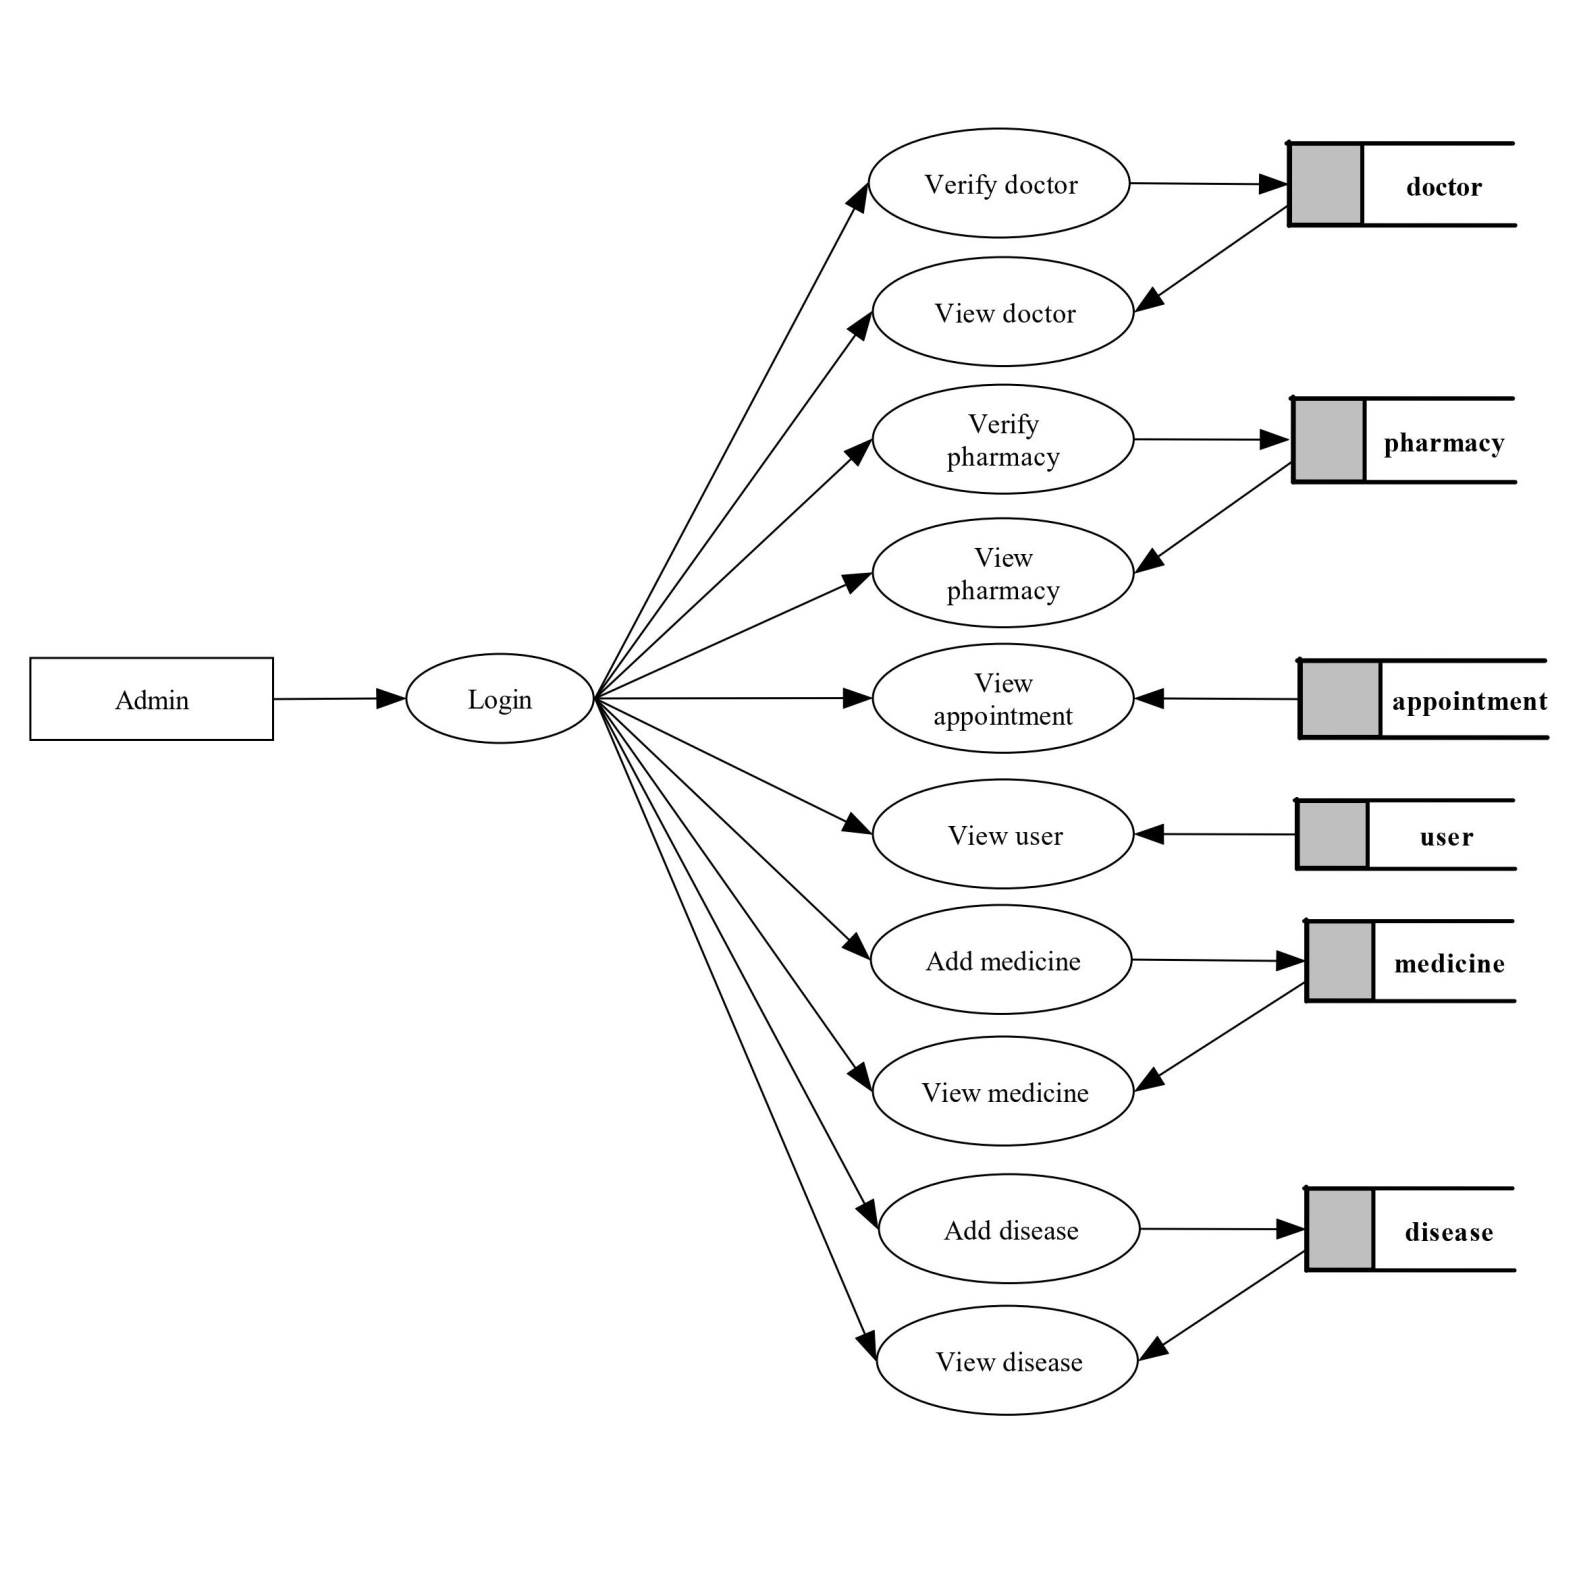 Verify doctor
doctor
View doctor
Verify
pharmacy
pharmacy
View
pharmacy
Admin
Login
View
appointment
appointment
View user
user
Add medicine
medicine
View medicine
Add disease
disease
View disease